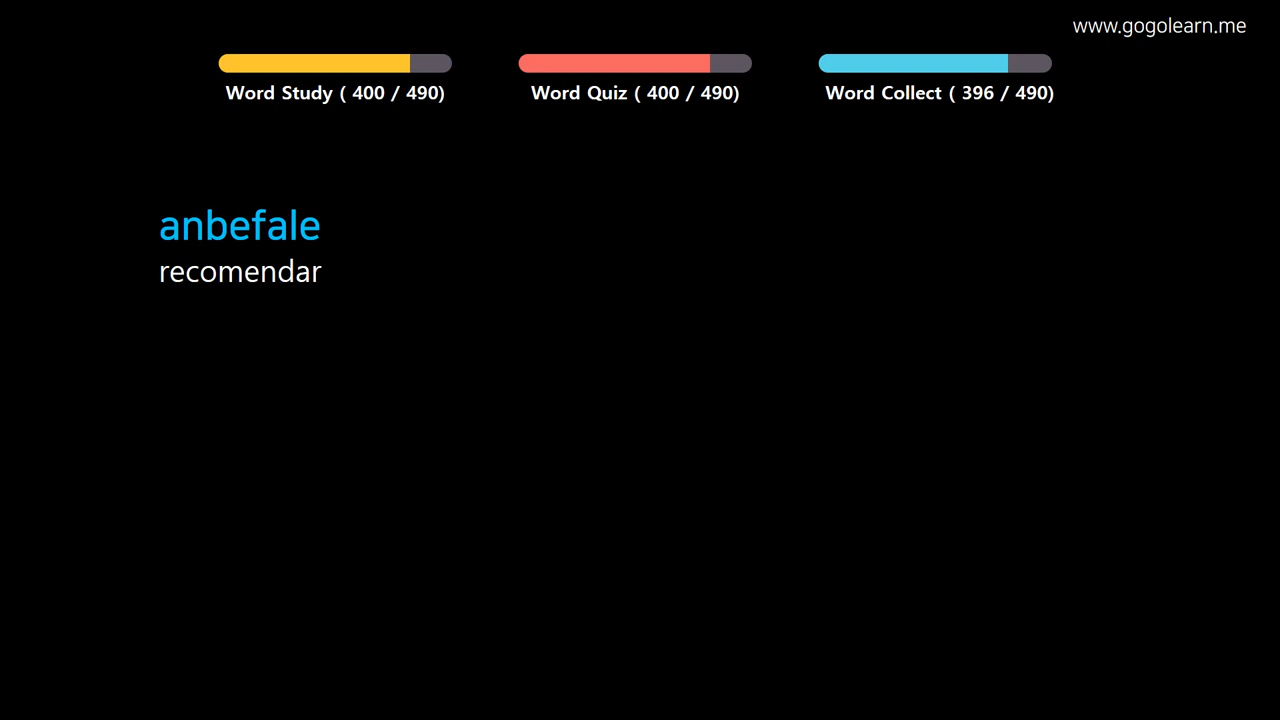 www.gogolearn.me
Word Study ( 400 / 490)
Word Quiz ( 400 / 490)
Word Collect ( 396 / 490)
anbefale
recomendar